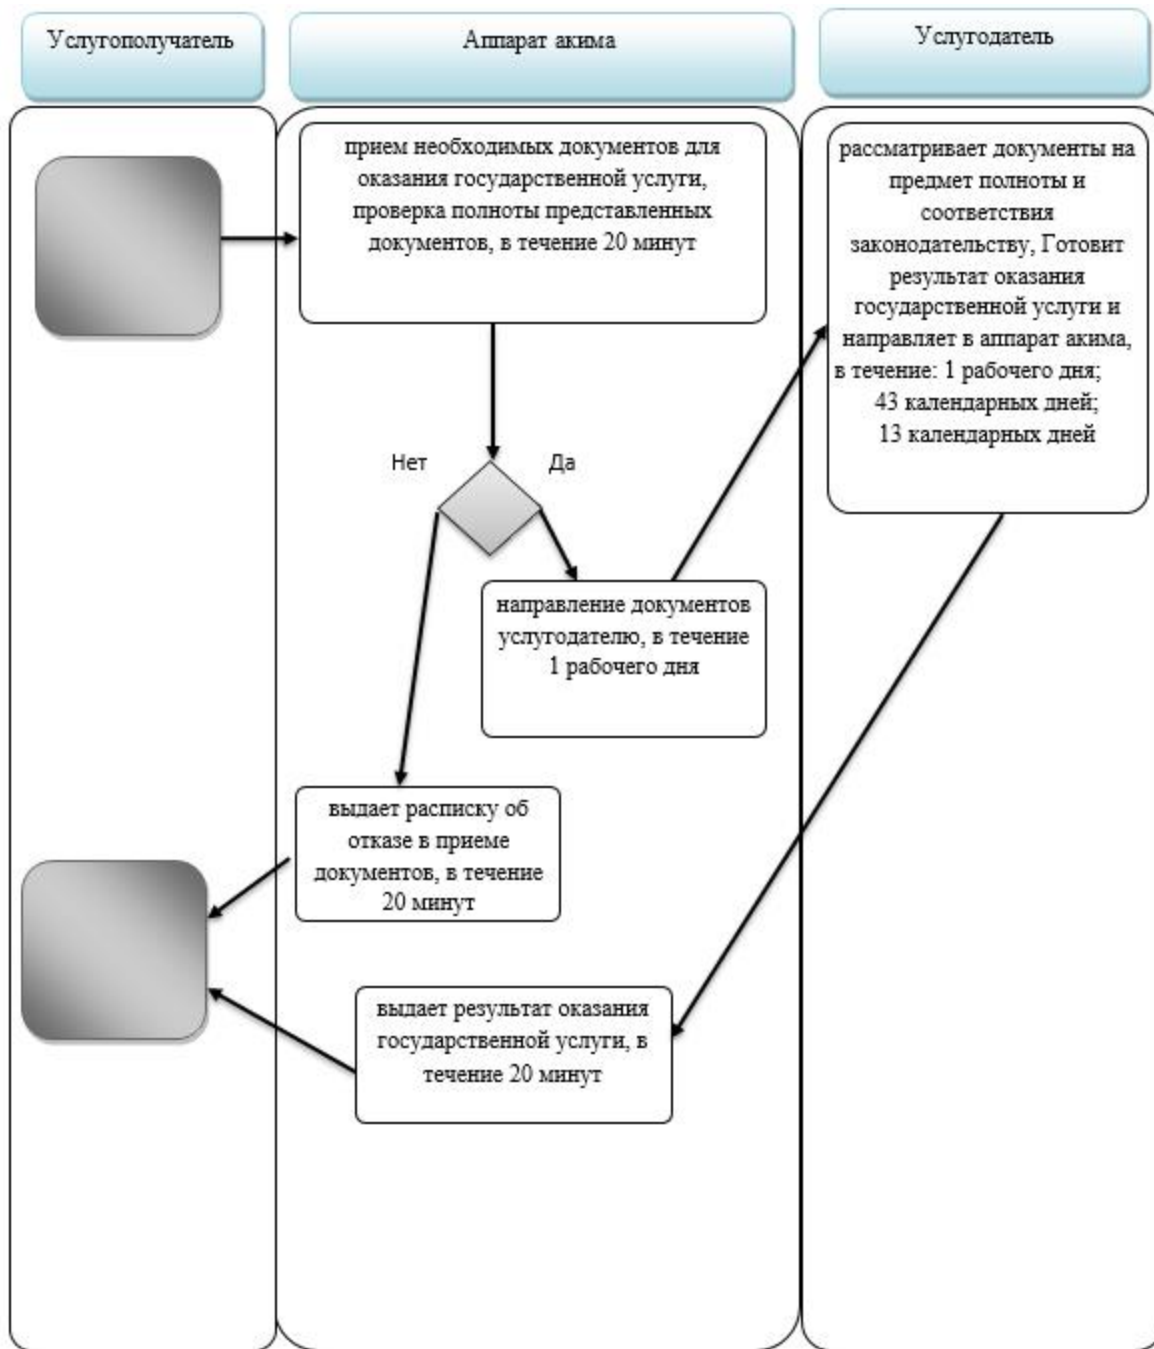 Услугополучатель
Аппарат акима
Услугодатель
прием необходимых документов для
оказания государственной услуги,
проверка полноты представленных
документов, в течение 20 минут
рассматривает документы на
предмет полноты и
соответствия
законодательству, Готовит
результат оказания
государственной услуги и
направляет в аппарат акима,
в течение: 1 рабочего дня;
43 календарных дней;
13 календарных дней
Нет
Да
направление документов
услугодателю, в течение
1 рабочего дня
выдает расписку об
отказе в приеме
документов, в течение
20 минут
выдает результат оказания
государственной услуги, в
течение 20 минут